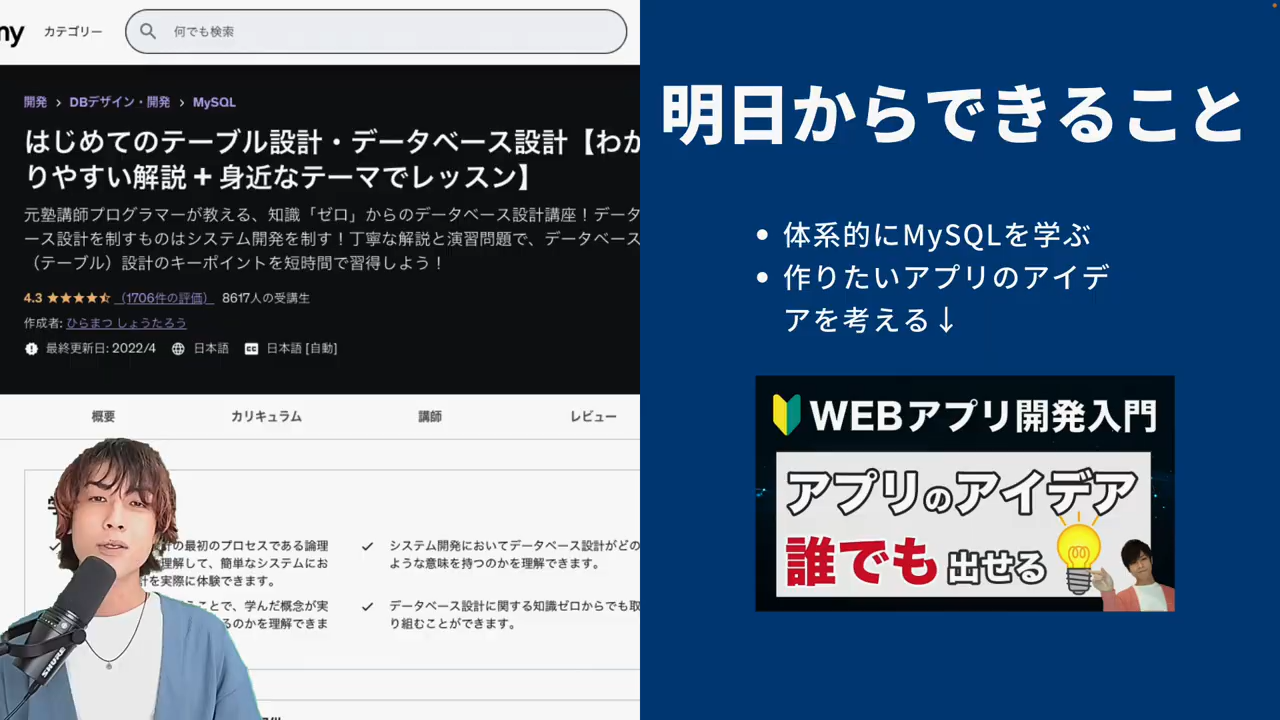 my カテゴリー 何でも検索
開発 > DBデザイン・開発 > MySQL
はじめてのテーブル設計・データベース設計【わか
りやすい解説 + 身近なテーマでレッスン】
元塾講師プログラマーが教える、知識「ゼロ」からのデータベース設計講座！データ
ース設計を制すものはシステム開発を制す！丁寧な解説と演習問題で、データベース
（テーブル）設計のキーポイントを短時間で習得しよう！
4.3 ★★★★ (1706件の評価) 8617人の受講生
作成者: ひらまつ しょうたろう
最終更新日: 2022/4 日本語 CC 日本語 [自動]
概要 カリキュラム 講師 レビュー
✓ 計の最初のプロセスである論理
理解して、簡単なシステムにお
計を実際に体験できます。
✓ システム開発においてデータベース設計がどの
ような意味を持つのかを理解できます。
うことで、学んだ概念が実
るのかを理解できま
✓ データベース設計に関する知識ゼロからでも取
り組むことができます。
SHURE
明日からできること
• 体系的にMySQLを学ぶ
• 作りたいアプリのアイデ
アを考える↓
WEBアプリ開発入門
アプリのアイデア
誰でも出せる